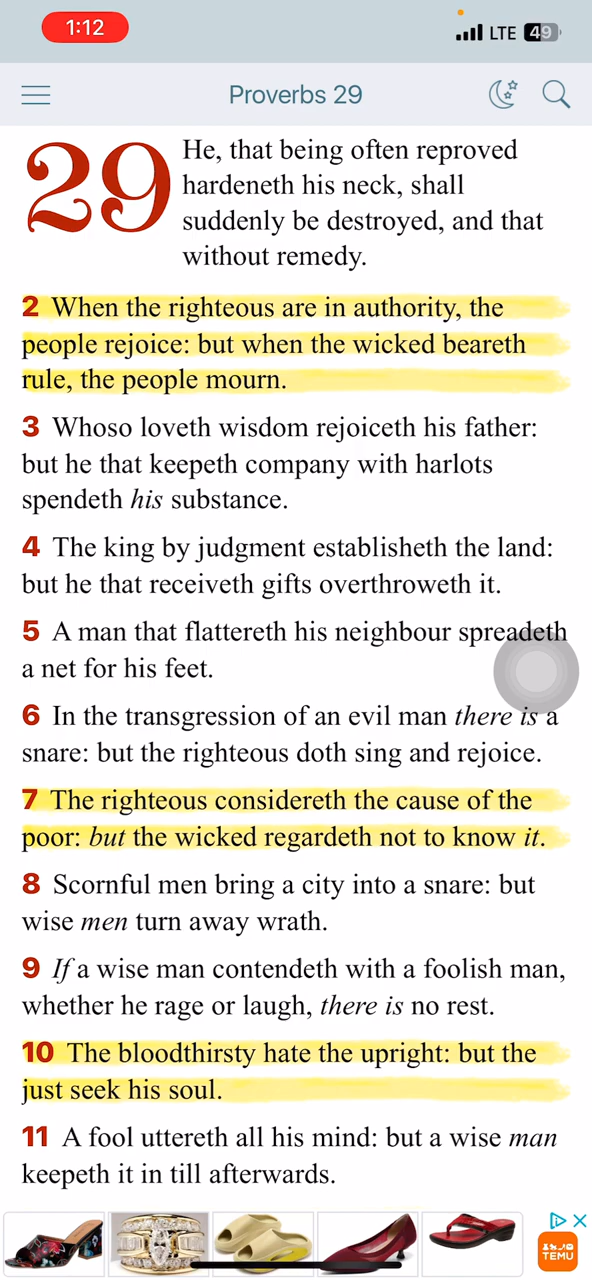 1:12
LTE 49
Proverbs 29
29
He, that being often reproved
hardeneth his neck, shall
suddenly be destroyed, and that
without remedy.
2 When the righteous are in authority, the
people rejoice: but when the wicked beareth
rule, the people mourn.
3 Whoso loveth wisdom rejoiceth his father:
but he that keepeth company with harlots
spendeth his substance.
4 The king by judgment establisheth the land:
but he that receiveth gifts overthroweth it.
5 A man that flattereth his neighbour spreadeth
a net for his feet.
6 In the transgression of an evil man there is a
snare: but the righteous doth sing and rejoice.
7 The righteous considereth the cause of the
poor: but the wicked regardeth not to know it.
8 Scornful men bring a city into a snare: but
wise men turn away wrath.
9 If a wise man contendeth with a foolish man,
whether he rage or laugh, there is no rest.
10 The bloodthirsty hate the upright: but the
just seek his soul.
11 A fool uttereth all his mind: but a wise man
keepeth it in till afterwards.
TEMU